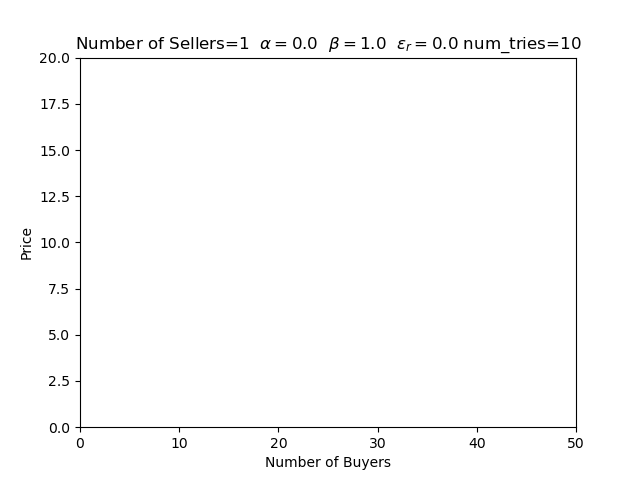 Number of Sellers=1 α = 0.0 β = 1.0 εr = 0.0 num_tries=10
20.0
17.5
15.0
12.5
10.0
7.5
5.0
2.5
0.0
Price
0 10 20 30 40 50
Number of Buyers